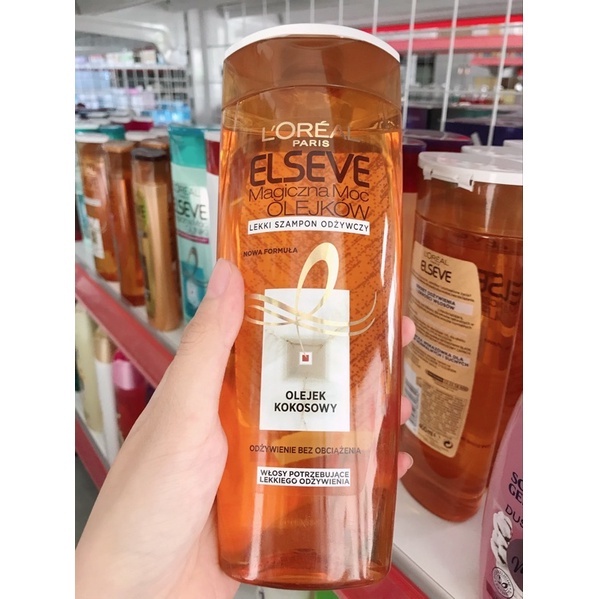 L'ORÉAL
PARIS
ELSEVE
Magiczna Moc
OLEJKÓW
LEKKI SZAMPON ODŻYWCZY
NOWA FORMUŁA
OLEJEK
KOKOSOWY
ODŻYWIENIE BEZ OBCIĄŻENIA
WŁOSY POTRZEBUJĄCE
LEKKIEGO ODŻYWIENIA
ELSEVE
L'ORÉAL
ELSEVE